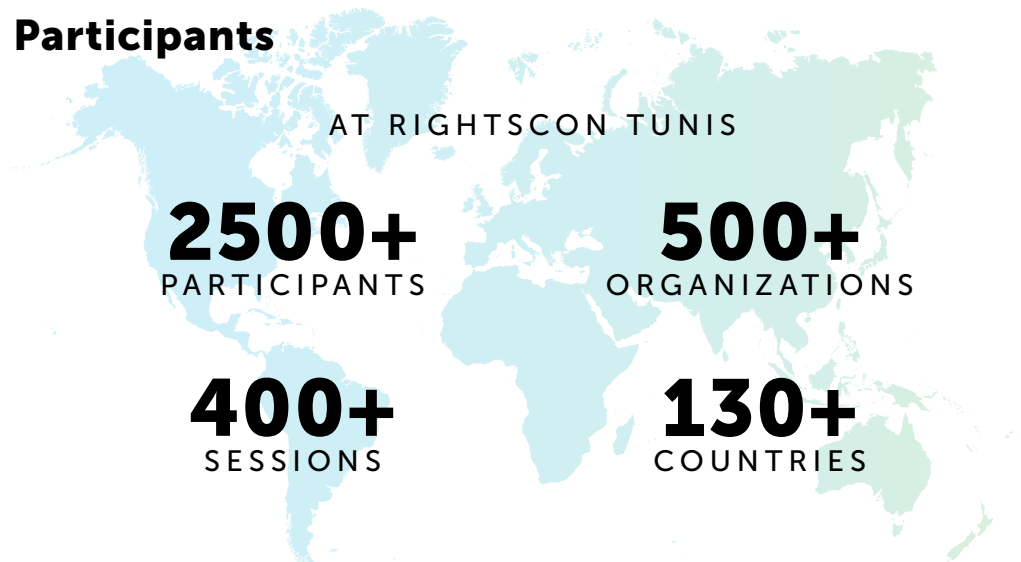 Participants
AT RIGHTSCON TUNIS
2500+
PARTICIPANTS
500+
ORGANIZATIONS
400+
SESSIONS
130+
COUNTRIES